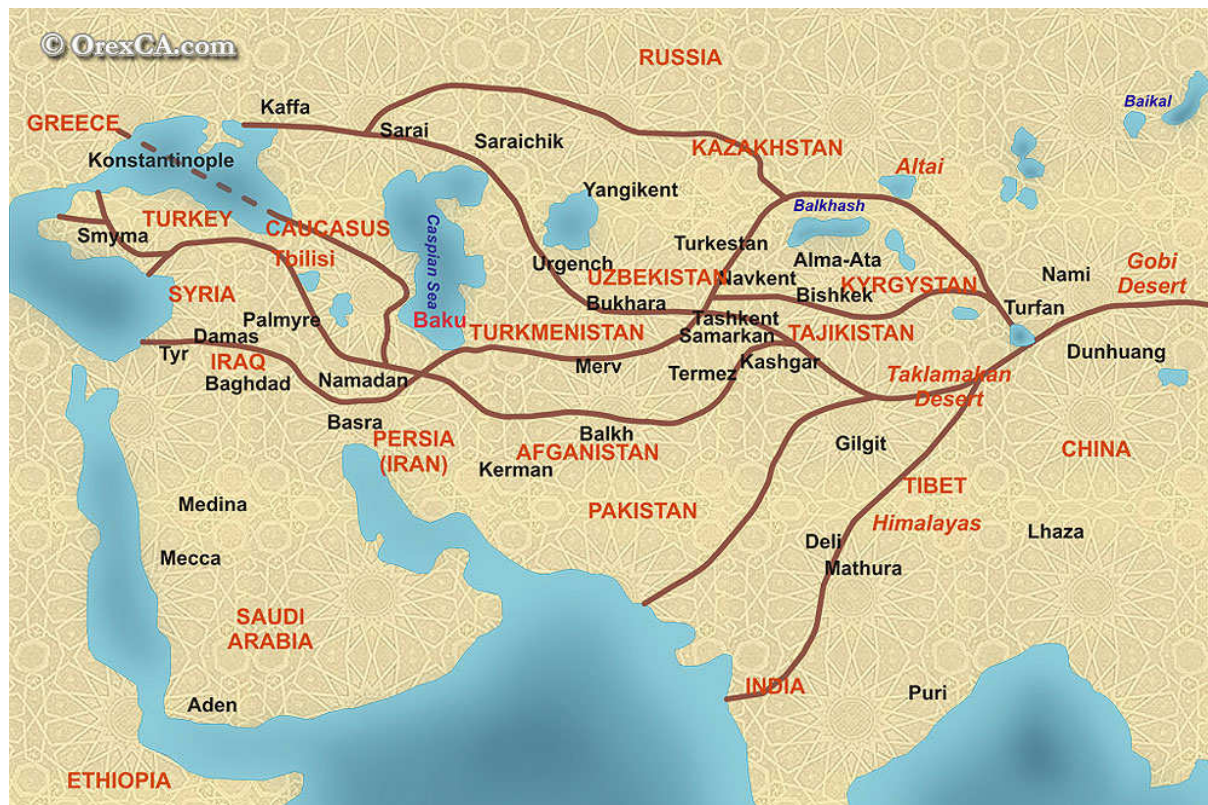 © OrexCA.com
RUSSIA
Baikal
Kaffa
GREECE
Sarai
Saraichik
KAZAKHSTAN
Konstantinople
Altai
Yangikent
Balkhash
TURKEY
CAUCASUS
Smyma
Caspian Sea
Turkestan
Tbilisi
Urgench
UZBEKISTAN
Navkent
Alma-Ata
KYRGYSTAN
Nami
Gobi
Desert
SYRIA
Bukhara
Bishkek
Turfan
Palmyre
Baku
Tashkent
Damas
TURKMENISTAN
Samarkan
TAJIKISTAN
Tyr
IRAQ
Dunhuang
Baghdad
Namadan
Merv
Termez
Kashgar
Taklamakan
Desert
Basra
PERSIA
(IRAN)
Balkh
AFGANISTAN
Gilgit
CHINA
Kerman
TIBET
Medina
PAKISTAN
Himalayas
Lhaza
Mecca
Deli
Mathura
SAUDI
ARABIA
INDIA
Puri
Aden
ETHIOPIA